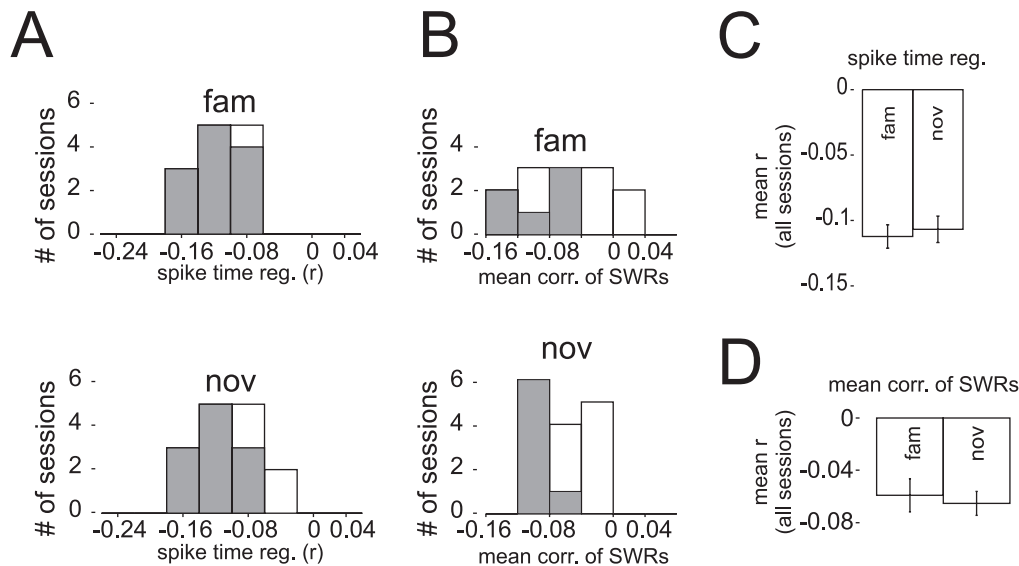 A
fam
6
4
2
0
# of sessions
-0.24 -0.16 -0.08 0 0.04
spike time reg. (r)
nov
6
4
2
0
# of sessions
-0.24 -0.16 -0.08 0 0.04
spike time reg. (r)
B
fam
6
4
2
0
# of sessions
-0.16 -0.08 0 0.04
mean corr. of SWRs
nov
6
4
2
0
# of sessions
-0.16 -0.08 0 0.04
mean corr. of SWRs
C
spike time reg.
0
-0.05
-0.1
-0.15
mean r
(all sessions)
fam
nov
D
mean corr. of SWRs
0
-0.04
-0.08
mean r
(all sessions)
fam
nov